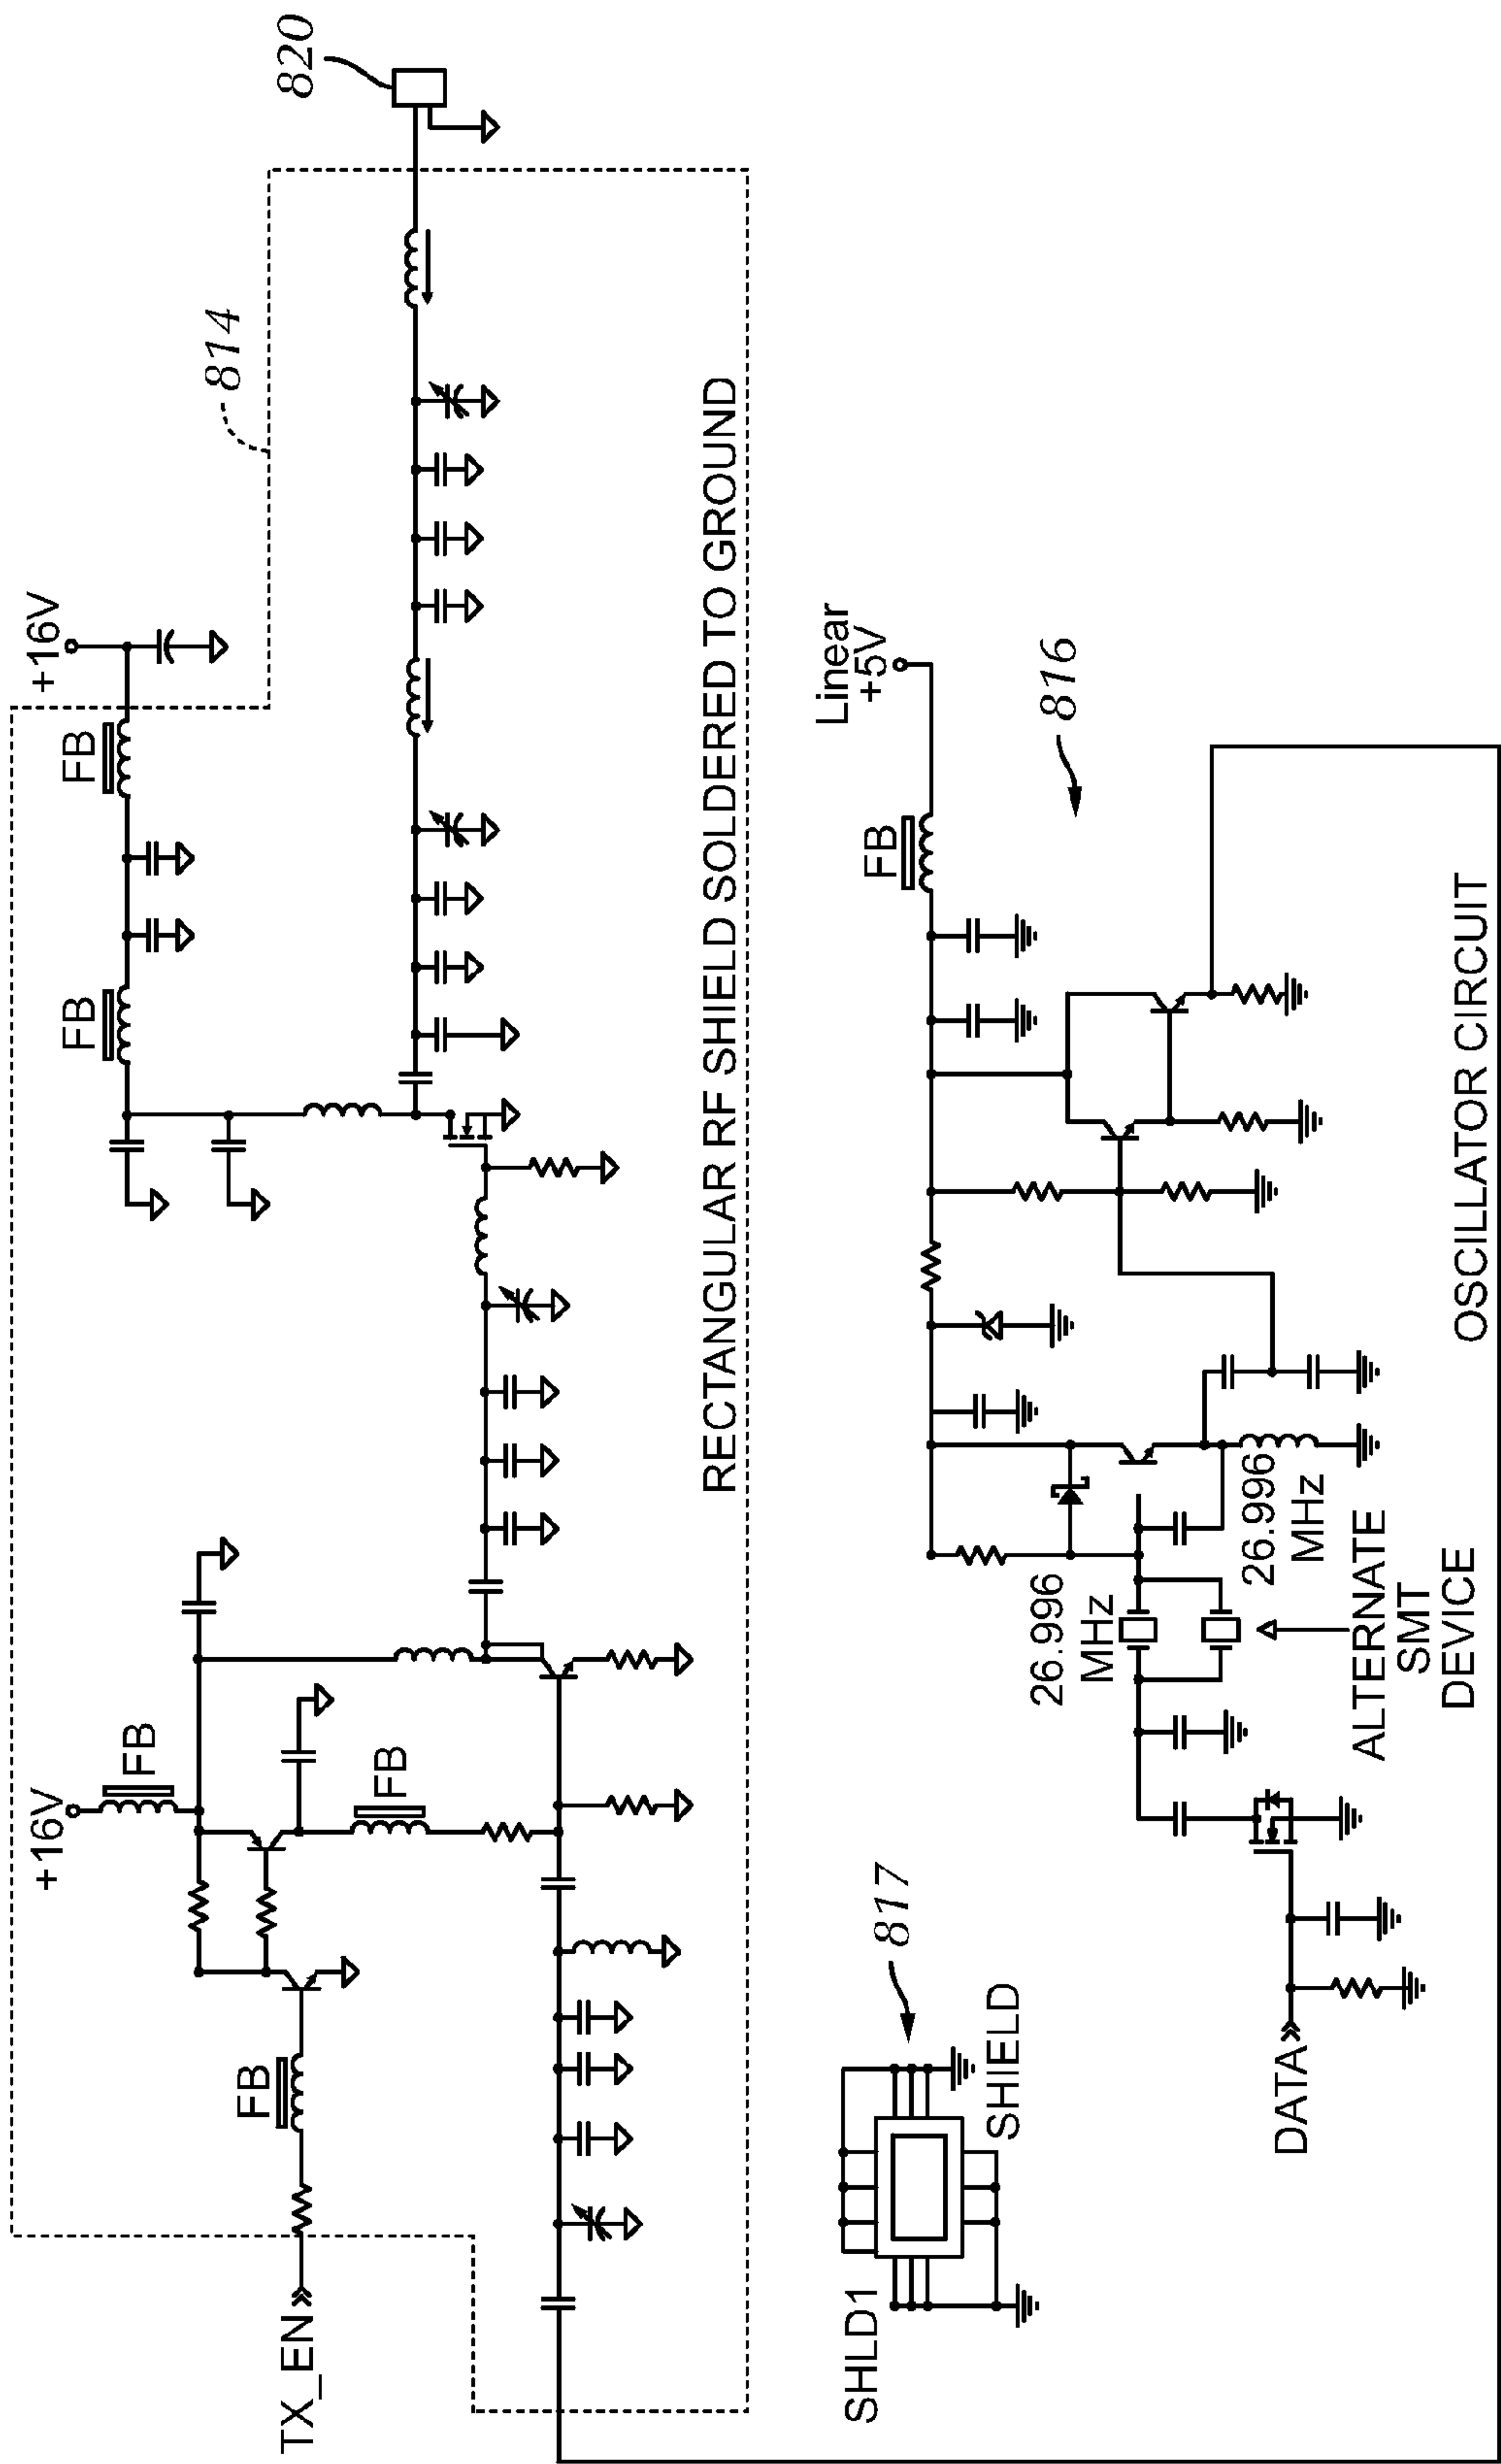 820
814
+16V
FB
FB
+16V
FB
FB
FB
TX_EN
RECTANGULAR RF SHIELD SOLDERED TO GROUND
Linear
+5V
816
FB
OSCILLATOR CIRCUIT
26.996
MHz
26.996
MHz
ALTERNATE
SMT
DEVICE
817
SHLD1
SHIELD
DATA